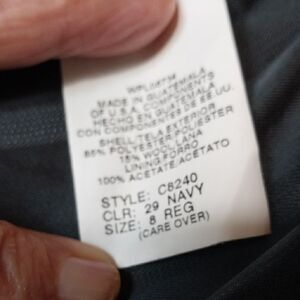 WPL08734
MADE IN GUATEMALA
OF U.S.A. COMPONENTS
HECHO EN GUATEMALA
CON COMPONENTES DE EE.UU.
SHELL/TELA EXTERIOR
85% POLYESTER/POLIESTER
15% WOOL/LANA
LINING/FORRO
100% ACETATE/ACETATO
STYLE: C8240
CLR: 29 NAVY
SIZE: 8 REG
(CARE OVER)